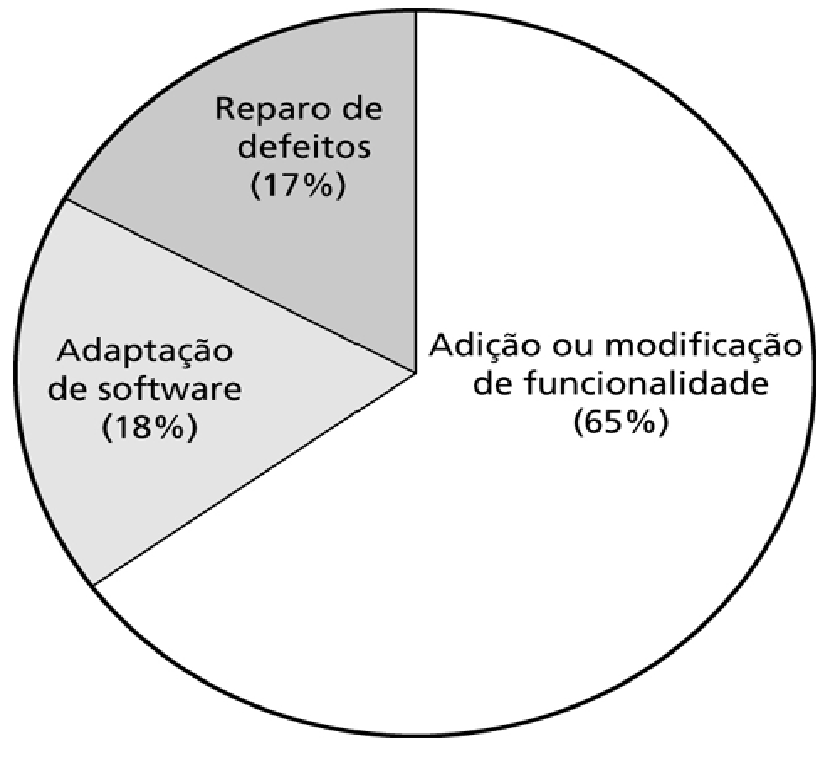 Reparo de
defeitos
(17%)
Adaptação
de software
(18%)
Adição ou modificação
de funcionalidade
(65%)